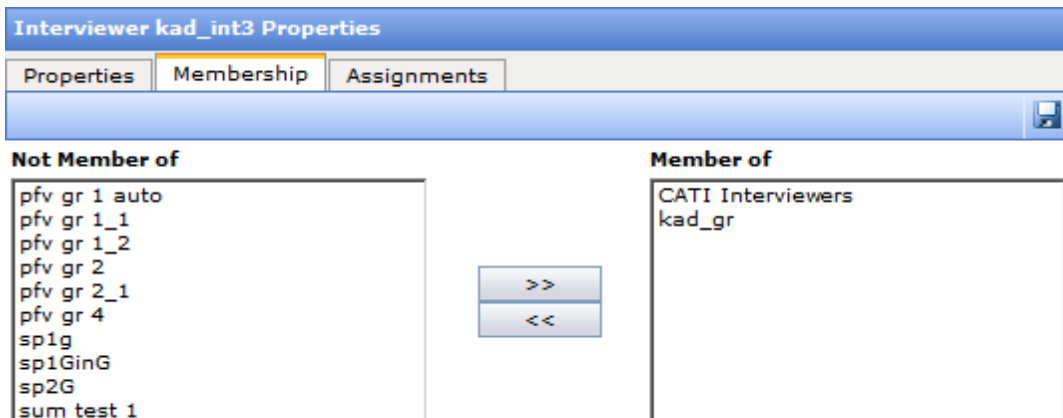 Interviewer kad_int3 Properties
Properties Membership Assignments
Not Member of
pfv gr 1 auto
pfv gr 1_1
pfv gr 1_2
pfv gr 2
pfv gr 2_1
pfv gr 4
sp1g
sp1GinG
sp2G
sum test 1
>>
<<
Member of
CATI Interviewers
kad_gr